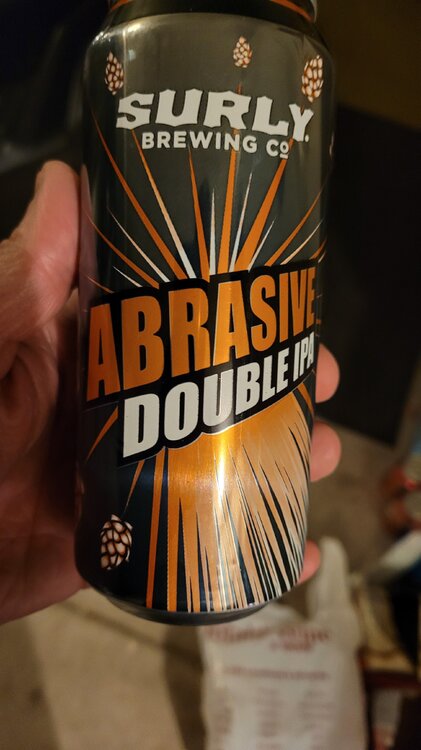 SURLY
BREWING CO
ABRASIVE
DOUBLE IPA